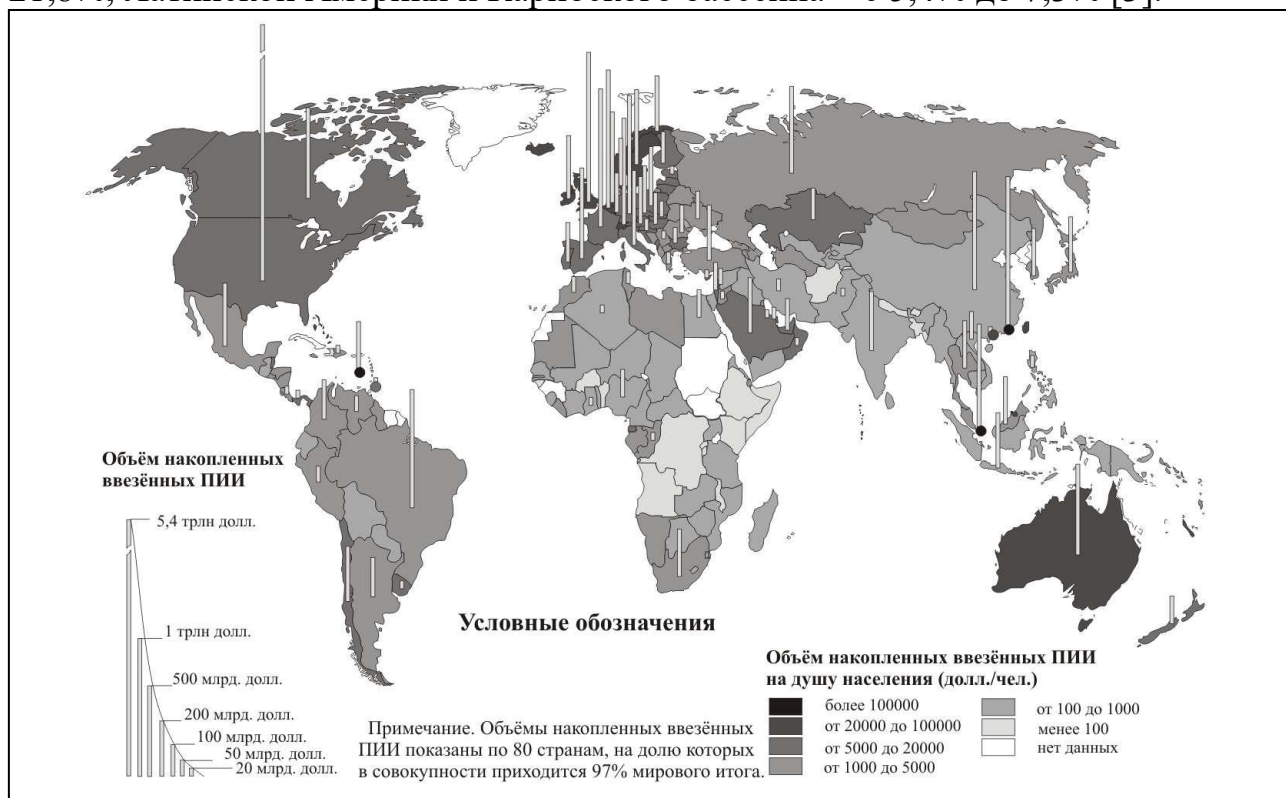 Объём накопленных
ввезённых ПИИ
5,4 трлн долл.
1 трлн долл.
500 млрд. долл.
200 млрд. долл.
100 млрд. долл.
50 млрд. долл.
20 млрд. долл.
Условные обозначения
Примечание. Объёмы накопленных ввезённых
ПИИ показаны по 80 странам, на долю которых
в совокупности приходится 97% мирового итога.
Объём накопленных ввезённых ПИИ
на душу населения (долл./чел.)
более 100000
от 20000 до 100000
от 5000 до 20000
от 1000 до 5000
от 100 до 1000
менее 100
нет данных